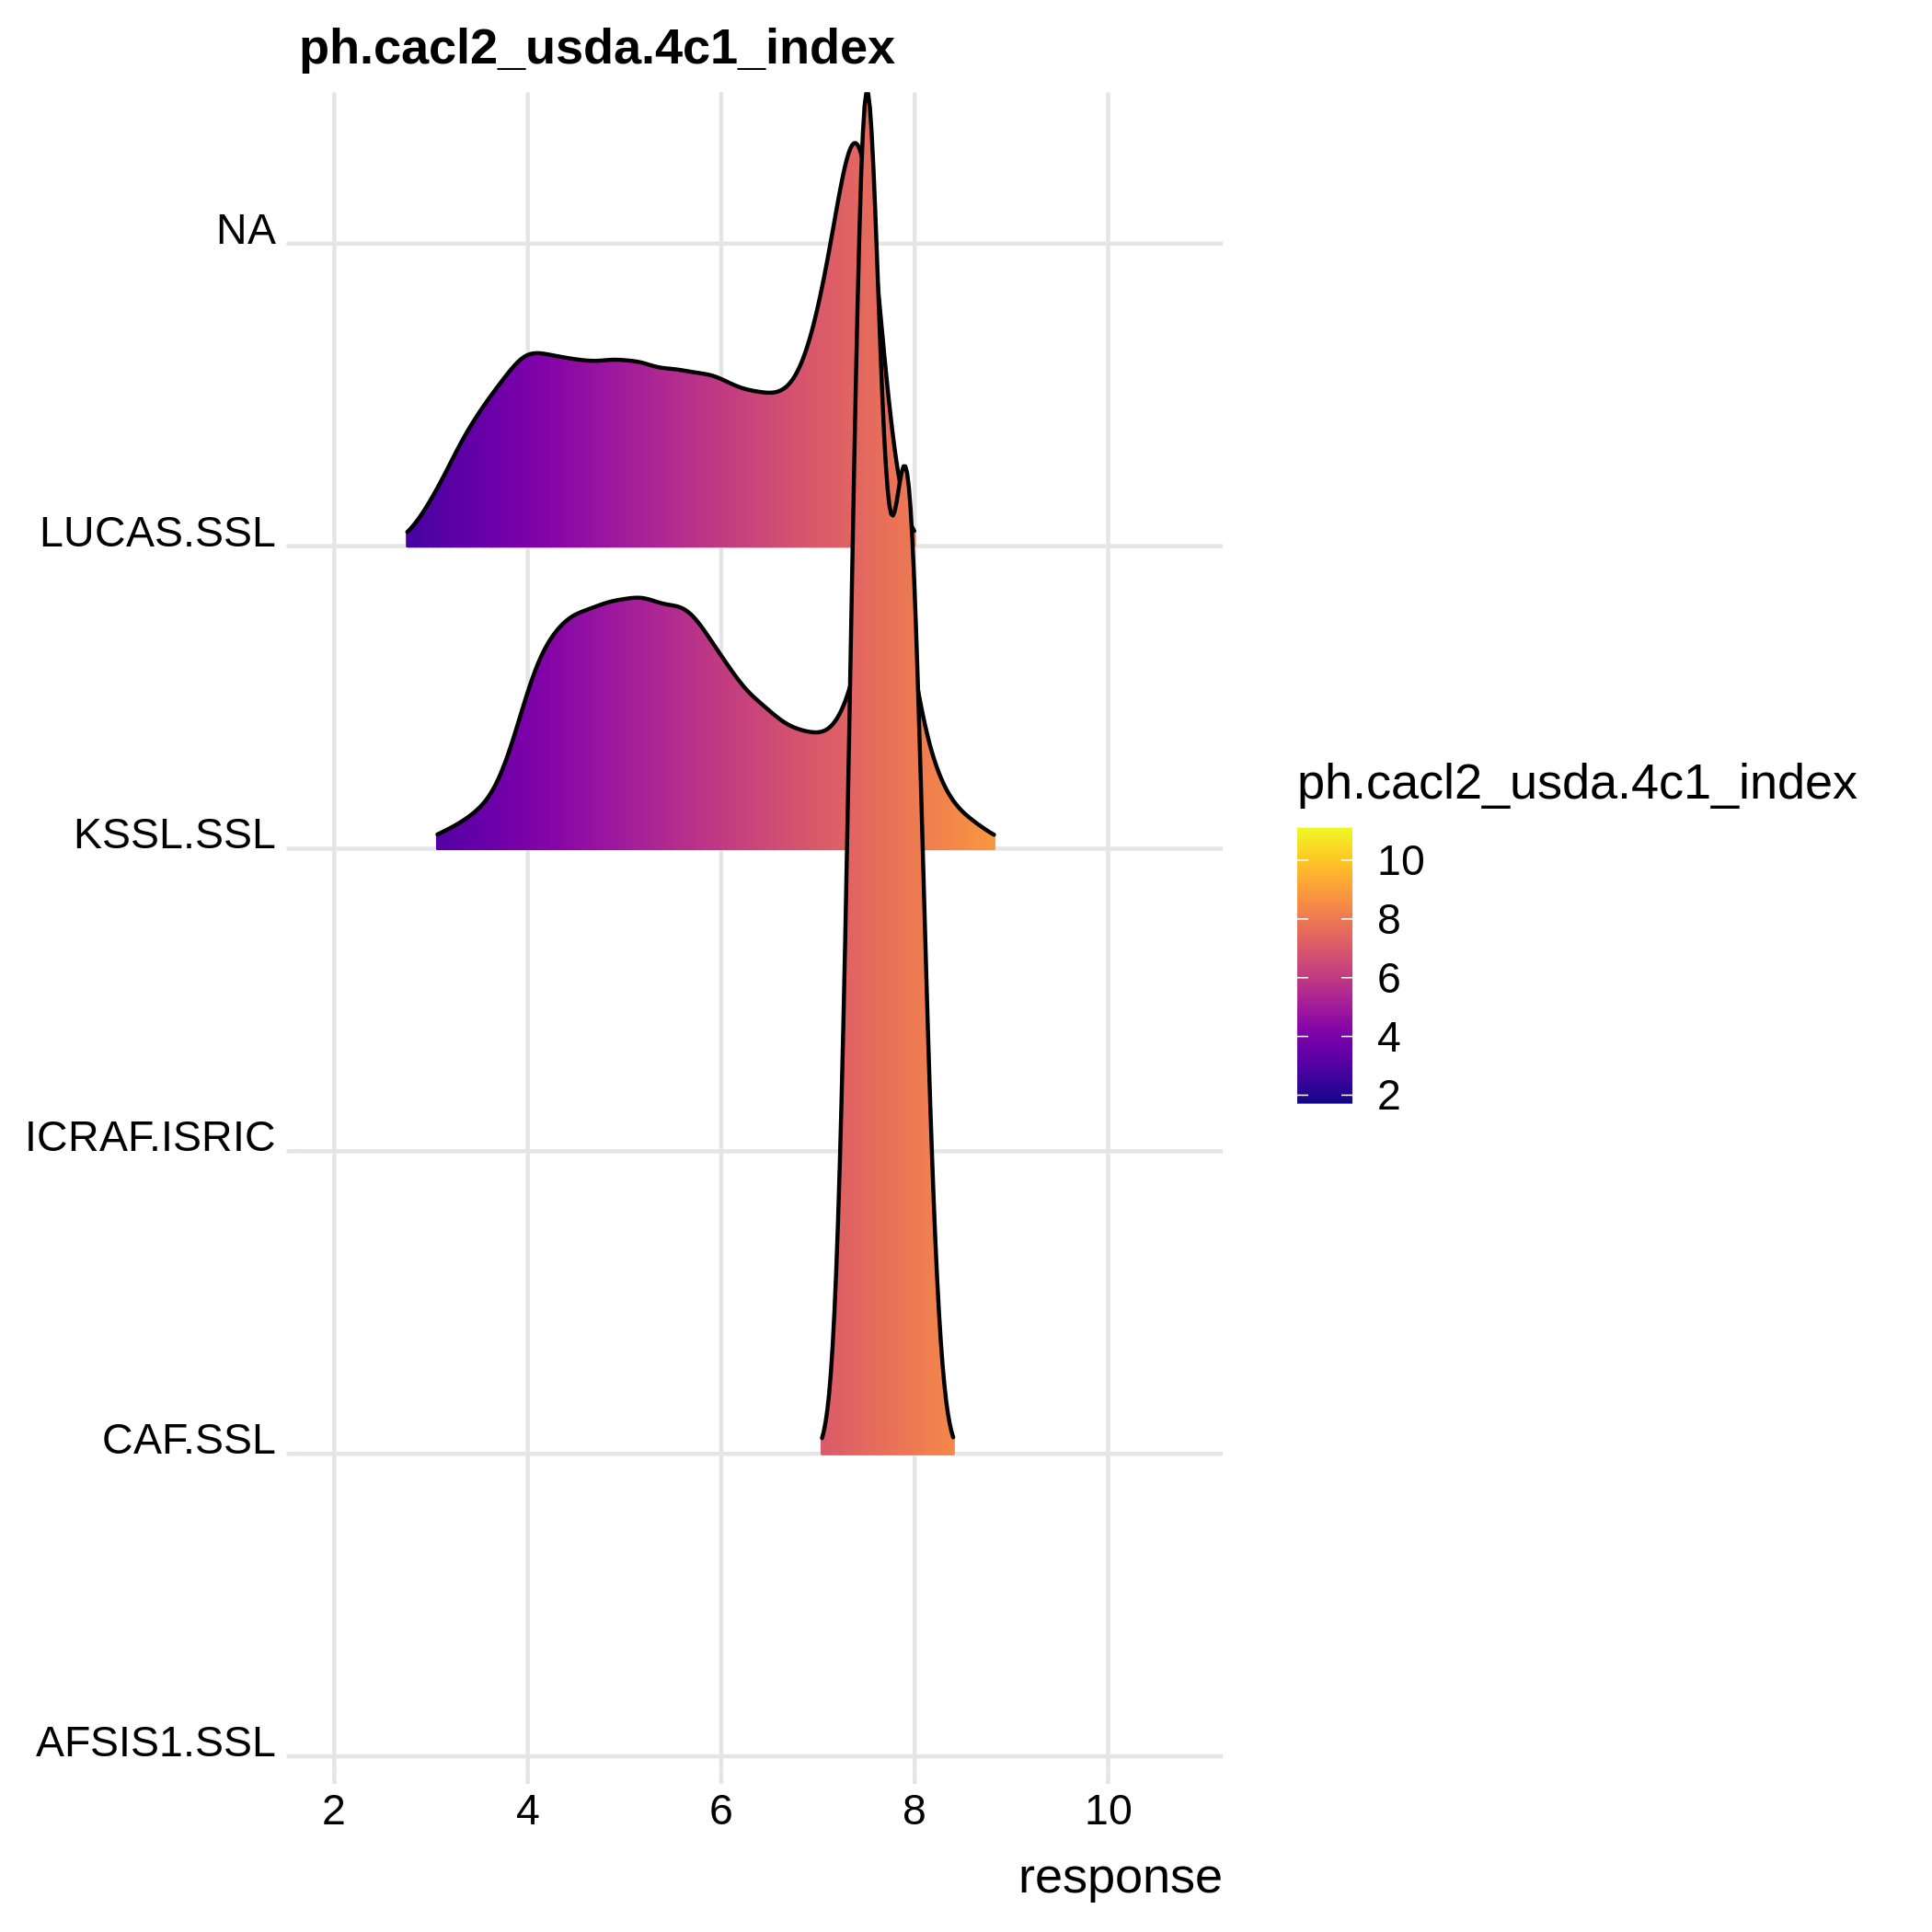 ph.cacl2_usda.4c1_index
NA
LUCAS.SSL
KSSL.SSL
ICRAF.ISRIC
CAF.SSL
AFSIS1.SSL
2 4 6 8 10
response
ph.cacl2_usda.4c1_index
10
8
6
4
2